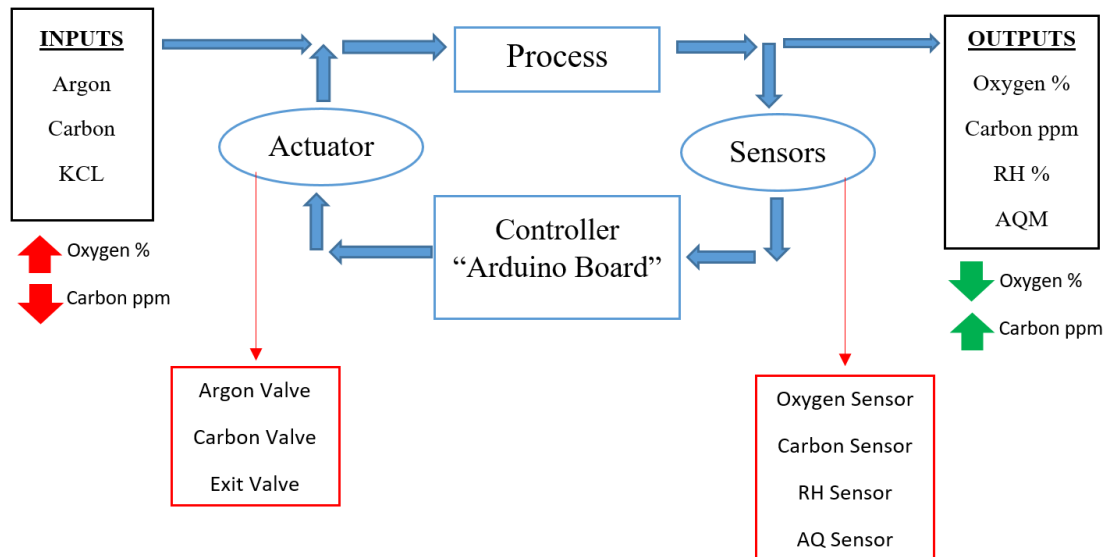 INPUTS
Argon
Carbon
KCL
Oxygen %
Carbon ppm
Process
Actuator
Sensors
Controller
“Arduino Board”
OUTPUTS
Oxygen %
Carbon ppm
RH %
AQM
Oxygen %
Carbon ppm
Argon Valve
Carbon Valve
Exit Valve
Oxygen Sensor
Carbon Sensor
RH Sensor
AQ Sensor